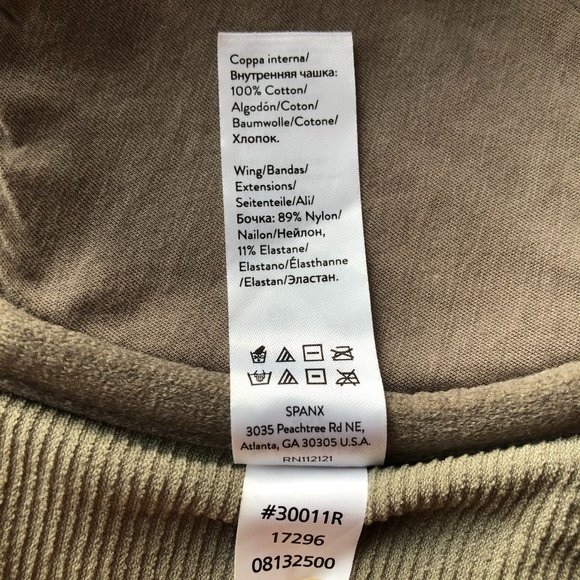 Coppa interna/
Внутренняя чашка:
100% Cotton/
Algodón/Coton/
Baumwolle/Cotone/
Хлопок.
Wing/Bandas/
Extensions/
Seitenteile/Ali/
Бочка: 89% Nylon/
Nailon/Нейлон,
11% Elastane/
Elastano/Élasthanne
/Elastan/Эластан.
SPANX
3035 Peachtree Rd NE,
Atlanta, GA 30305 U.S.A.
RN112121
#30011R
17296
08132500